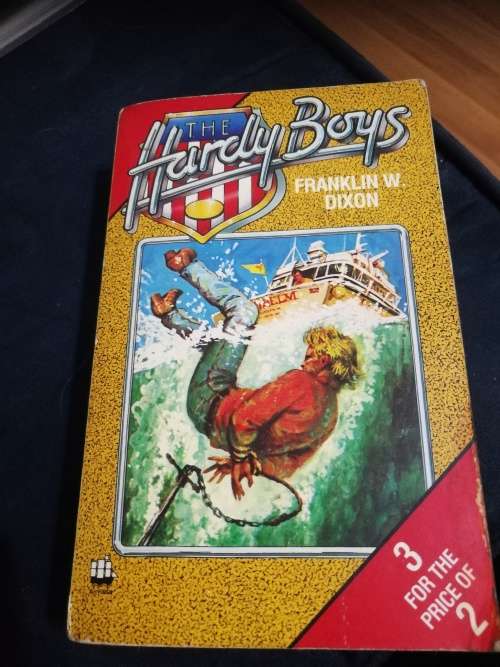 THE
Hardy Boys
FRANKLIN W.
DIXON
3
FOR THE
PRICE OF
2